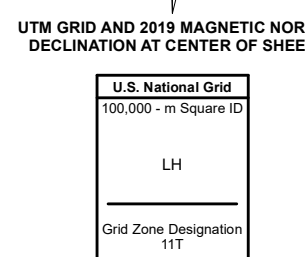 UTM GRID AND 2019 MAGNETIC NOR
DECLINATION AT CENTER OF SHEE
U.S. National Grid
100,000 - m Square ID
LH
Grid Zone Designation
11T